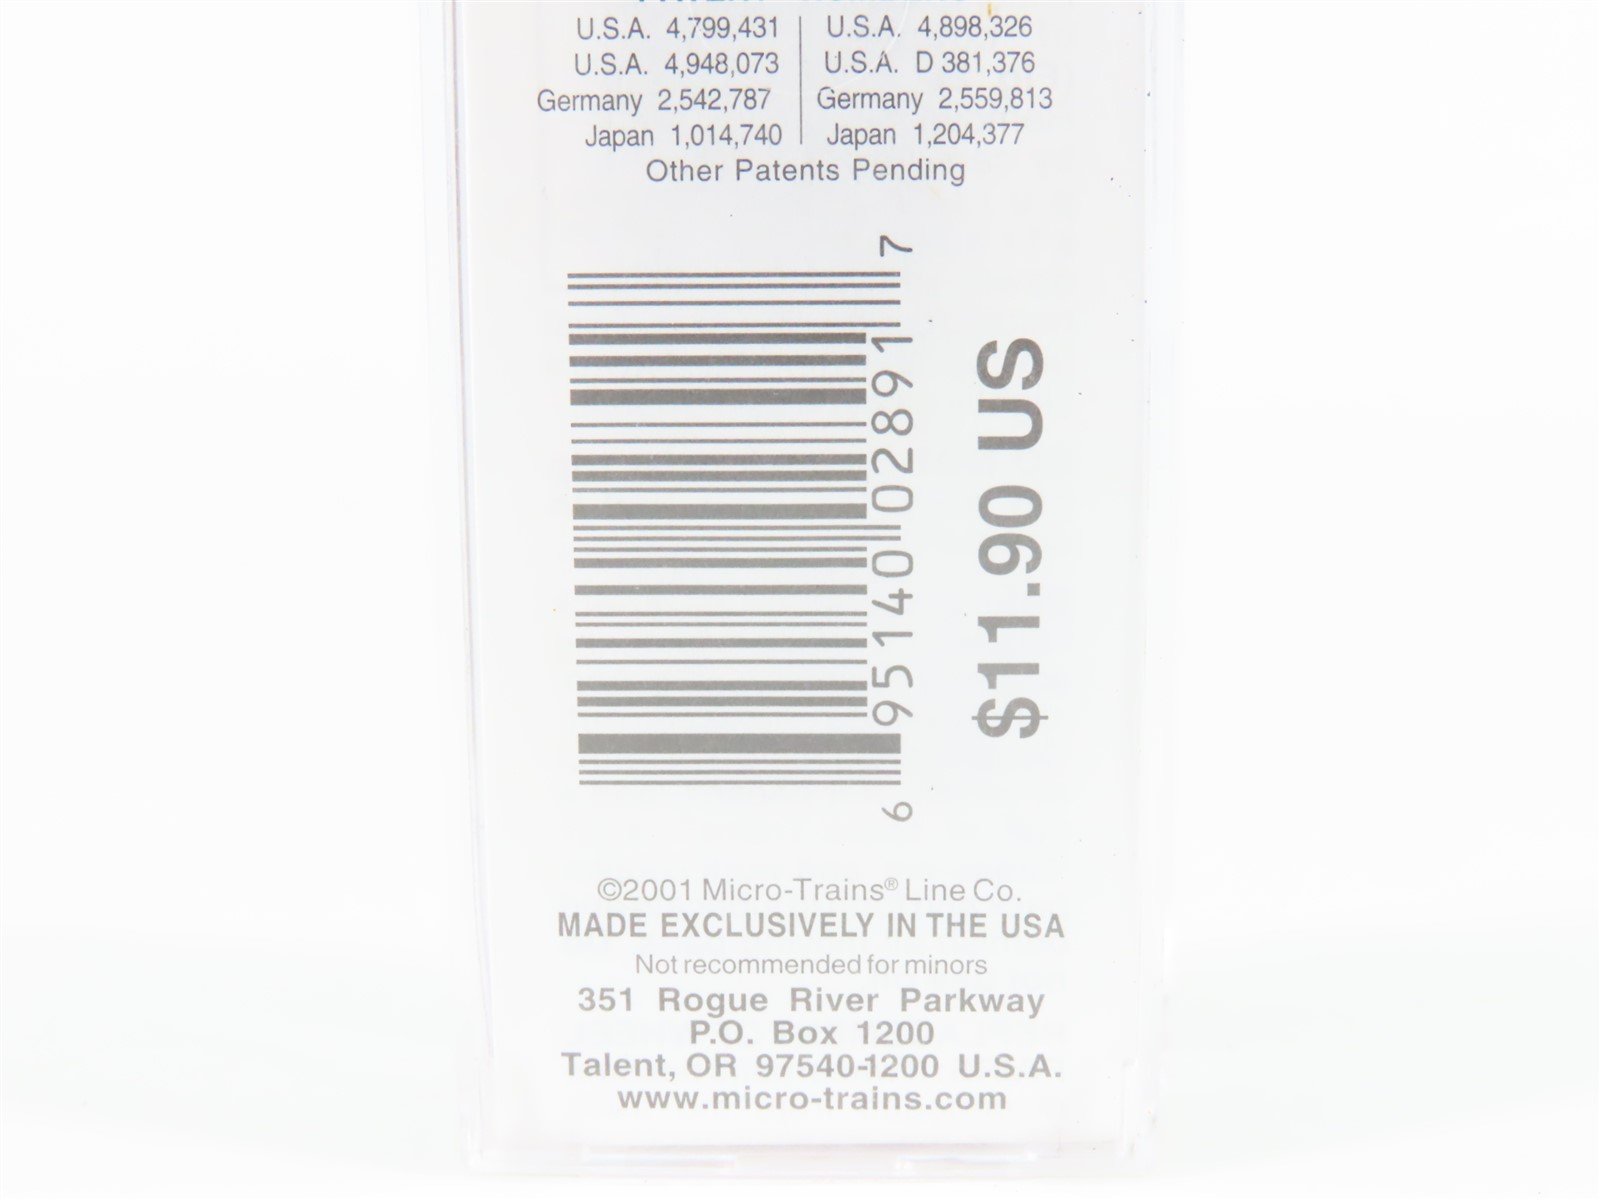 U.S.A. 4,799,431 U.S.A. 4,898,326
U.S.A. 4,948,073 U.S.A. D 381,376
Germany 2,542,787 Germany 2,559,813
Japan 1,014,740 Japan 1,204,377
Other Patents Pending
6 95140 02891 7
$11.90 US
©2001 Micro-Trains® Line Co.
MADE EXCLUSIVELY IN THE USA
Not recommended for minors
351 Rogue River Parkway
P.O. Box 1200
Talent, OR 97540-1200 U.S.A.
www.micro-trains.com